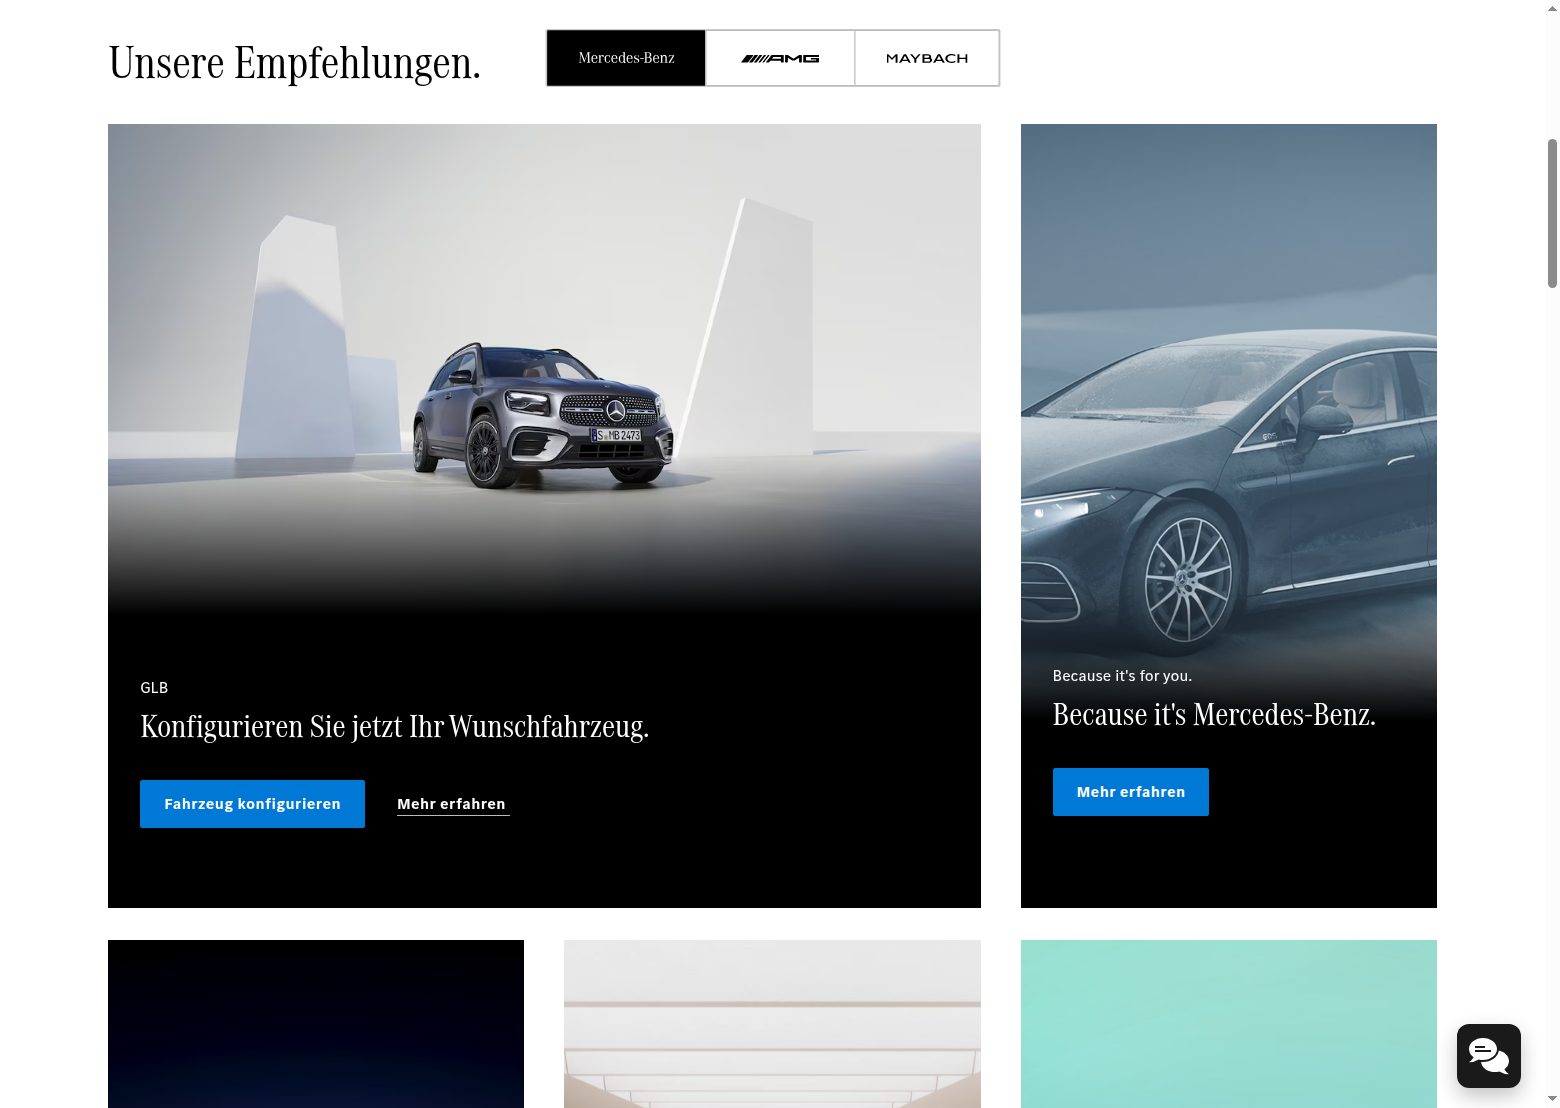 Unsere Empfehlungen.
Mercedes-Benz
AMG
MAYBACH
S MB 2473
EQS
GLB
Konfigurieren Sie jetzt Ihr Wunschfahrzeug.
Fahrzeug konfigurieren
Mehr erfahren
Because it's for you.
Because it's Mercedes-Benz.
Mehr erfahren